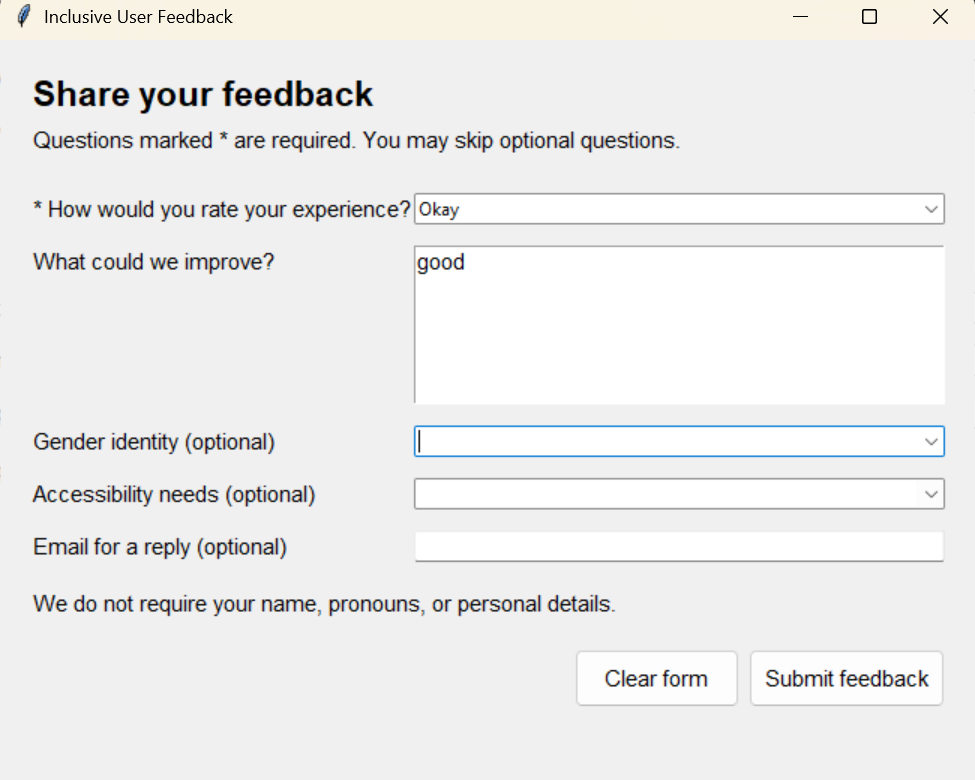 Inclusive User Feedback
Share your feedback
Questions marked * are required. You may skip optional questions.
* How would you rate your experience? Okay
What could we improve? good
Gender identity (optional)
Accessibility needs (optional)
Email for a reply (optional)
We do not require your name, pronouns, or personal details.
Clear form Submit feedback